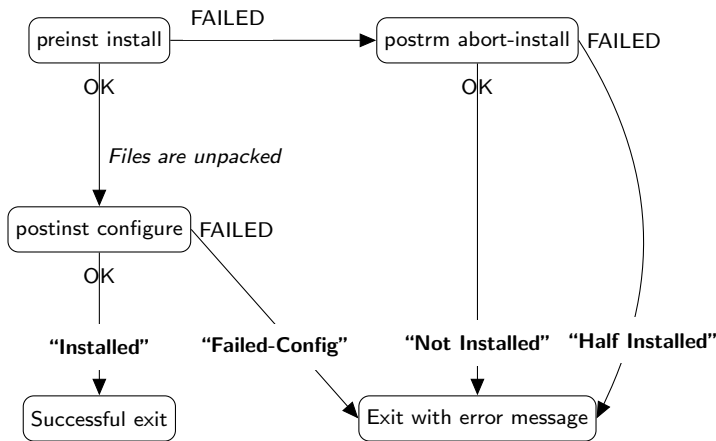 FAILED
preinst install
postrm abort-install
FAILED
OK
OK
Files are unpacked
postinst configure
FAILED
OK
“Installed”
“Failed-Config”
“Not Installed”
“Half Installed”
Successful exit
Exit with error message